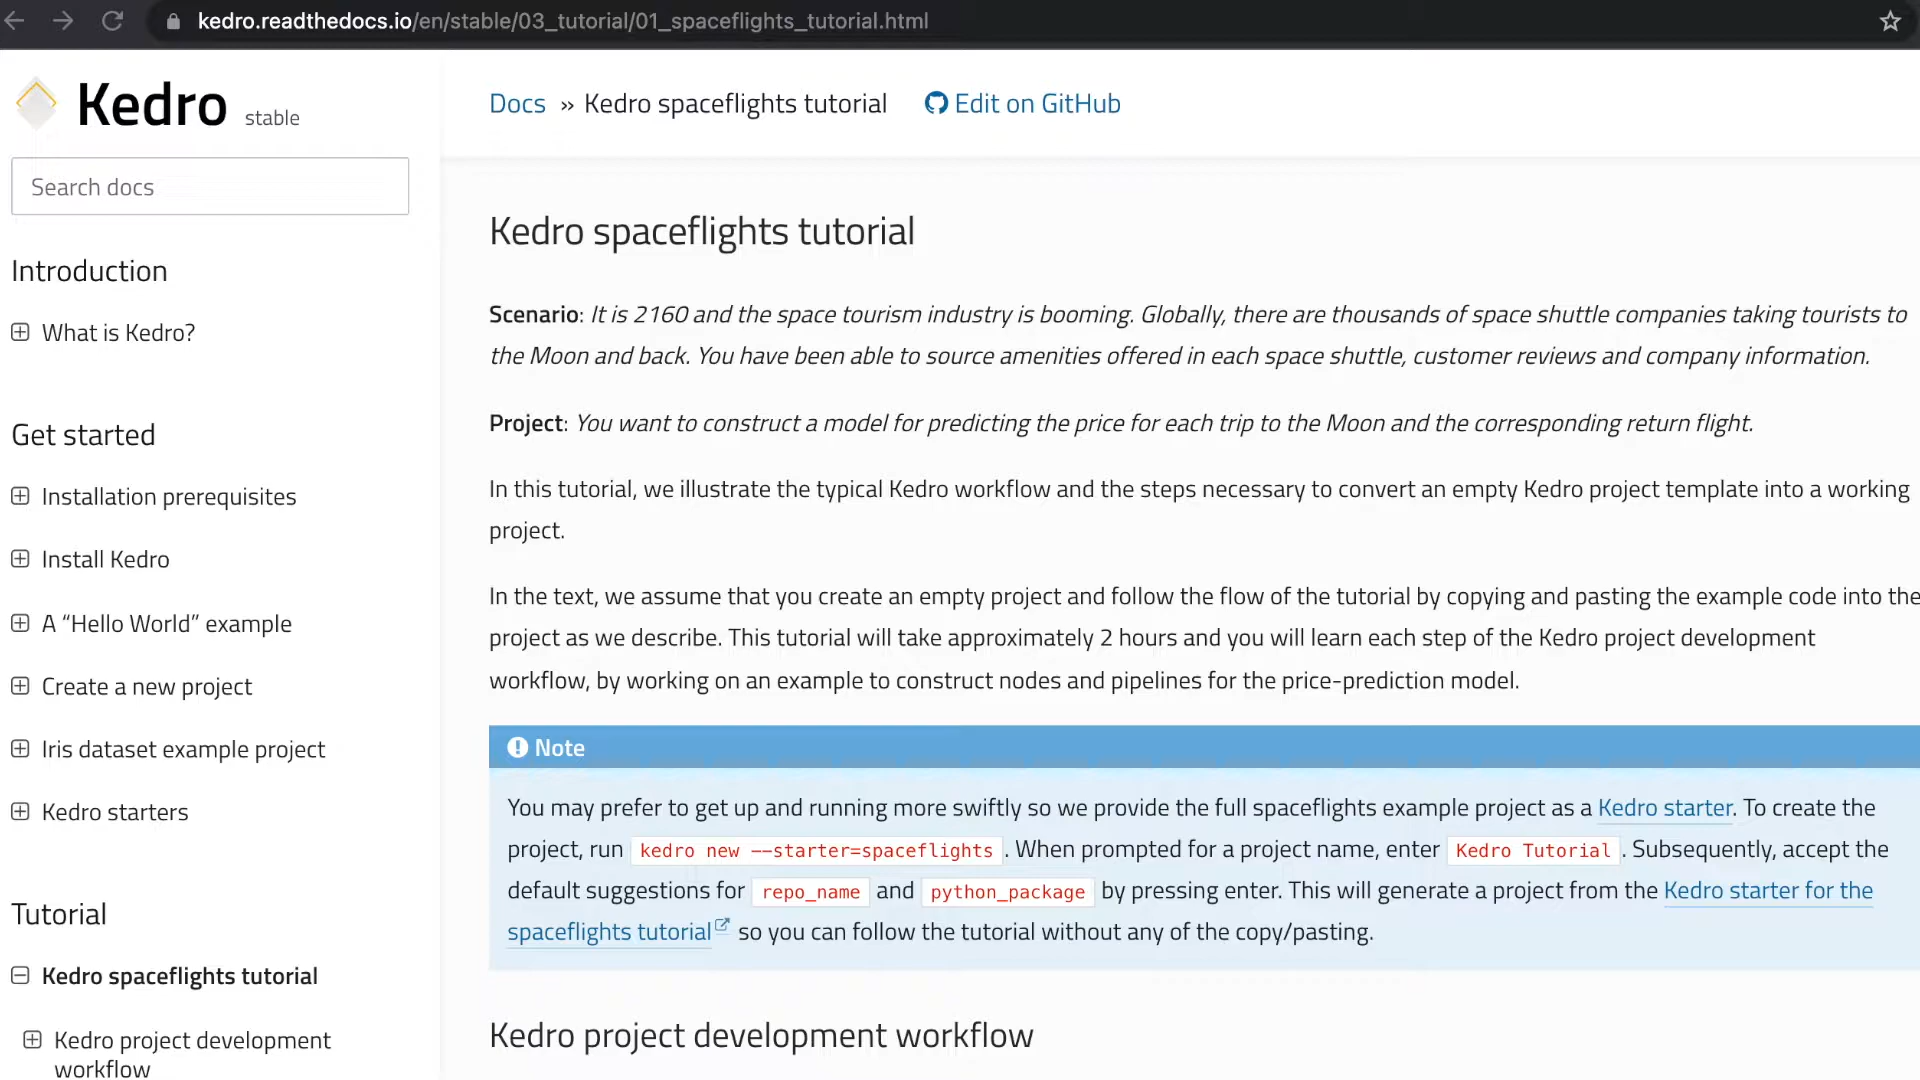 kedro.readthedocs.io/en/stable/03_tutorial/01_spaceflights_tutorial.html
Kedro stable
Search docs
Introduction
What is Kedro?
Get started
Installation prerequisites
Install Kedro
A “Hello World” example
Create a new project
Iris dataset example project
Kedro starters
Tutorial
Kedro spaceflights tutorial
Kedro project development
workflow
Docs » Kedro spaceflights tutorial Edit on GitHub
Kedro spaceflights tutorial
Scenario: It is 2160 and the space tourism industry is booming. Globally, there are thousands of space shuttle companies taking tourists to
the Moon and back. You have been able to source amenities offered in each space shuttle, customer reviews and company information.
Project: You want to construct a model for predicting the price for each trip to the Moon and the corresponding return flight.
In this tutorial, we illustrate the typical Kedro workflow and the steps necessary to convert an empty Kedro project template into a working
project.
In the text, we assume that you create an empty project and follow the flow of the tutorial by copying and pasting the example code into the
project as we describe. This tutorial will take approximately 2 hours and you will learn each step of the Kedro project development
workflow, by working on an example to construct nodes and pipelines for the price-prediction model.
Note
You may prefer to get up and running more swiftly so we provide the full spaceflights example project as a Kedro starter. To create the
project, run kedro new --starter=spaceflights. When prompted for a project name, enter Kedro Tutorial. Subsequently, accept the
default suggestions for repo_name and python_package by pressing enter. This will generate a project from the Kedro starter for the
spaceflights tutorial so you can follow the tutorial without any of the copy/pasting.
Kedro project development workflow